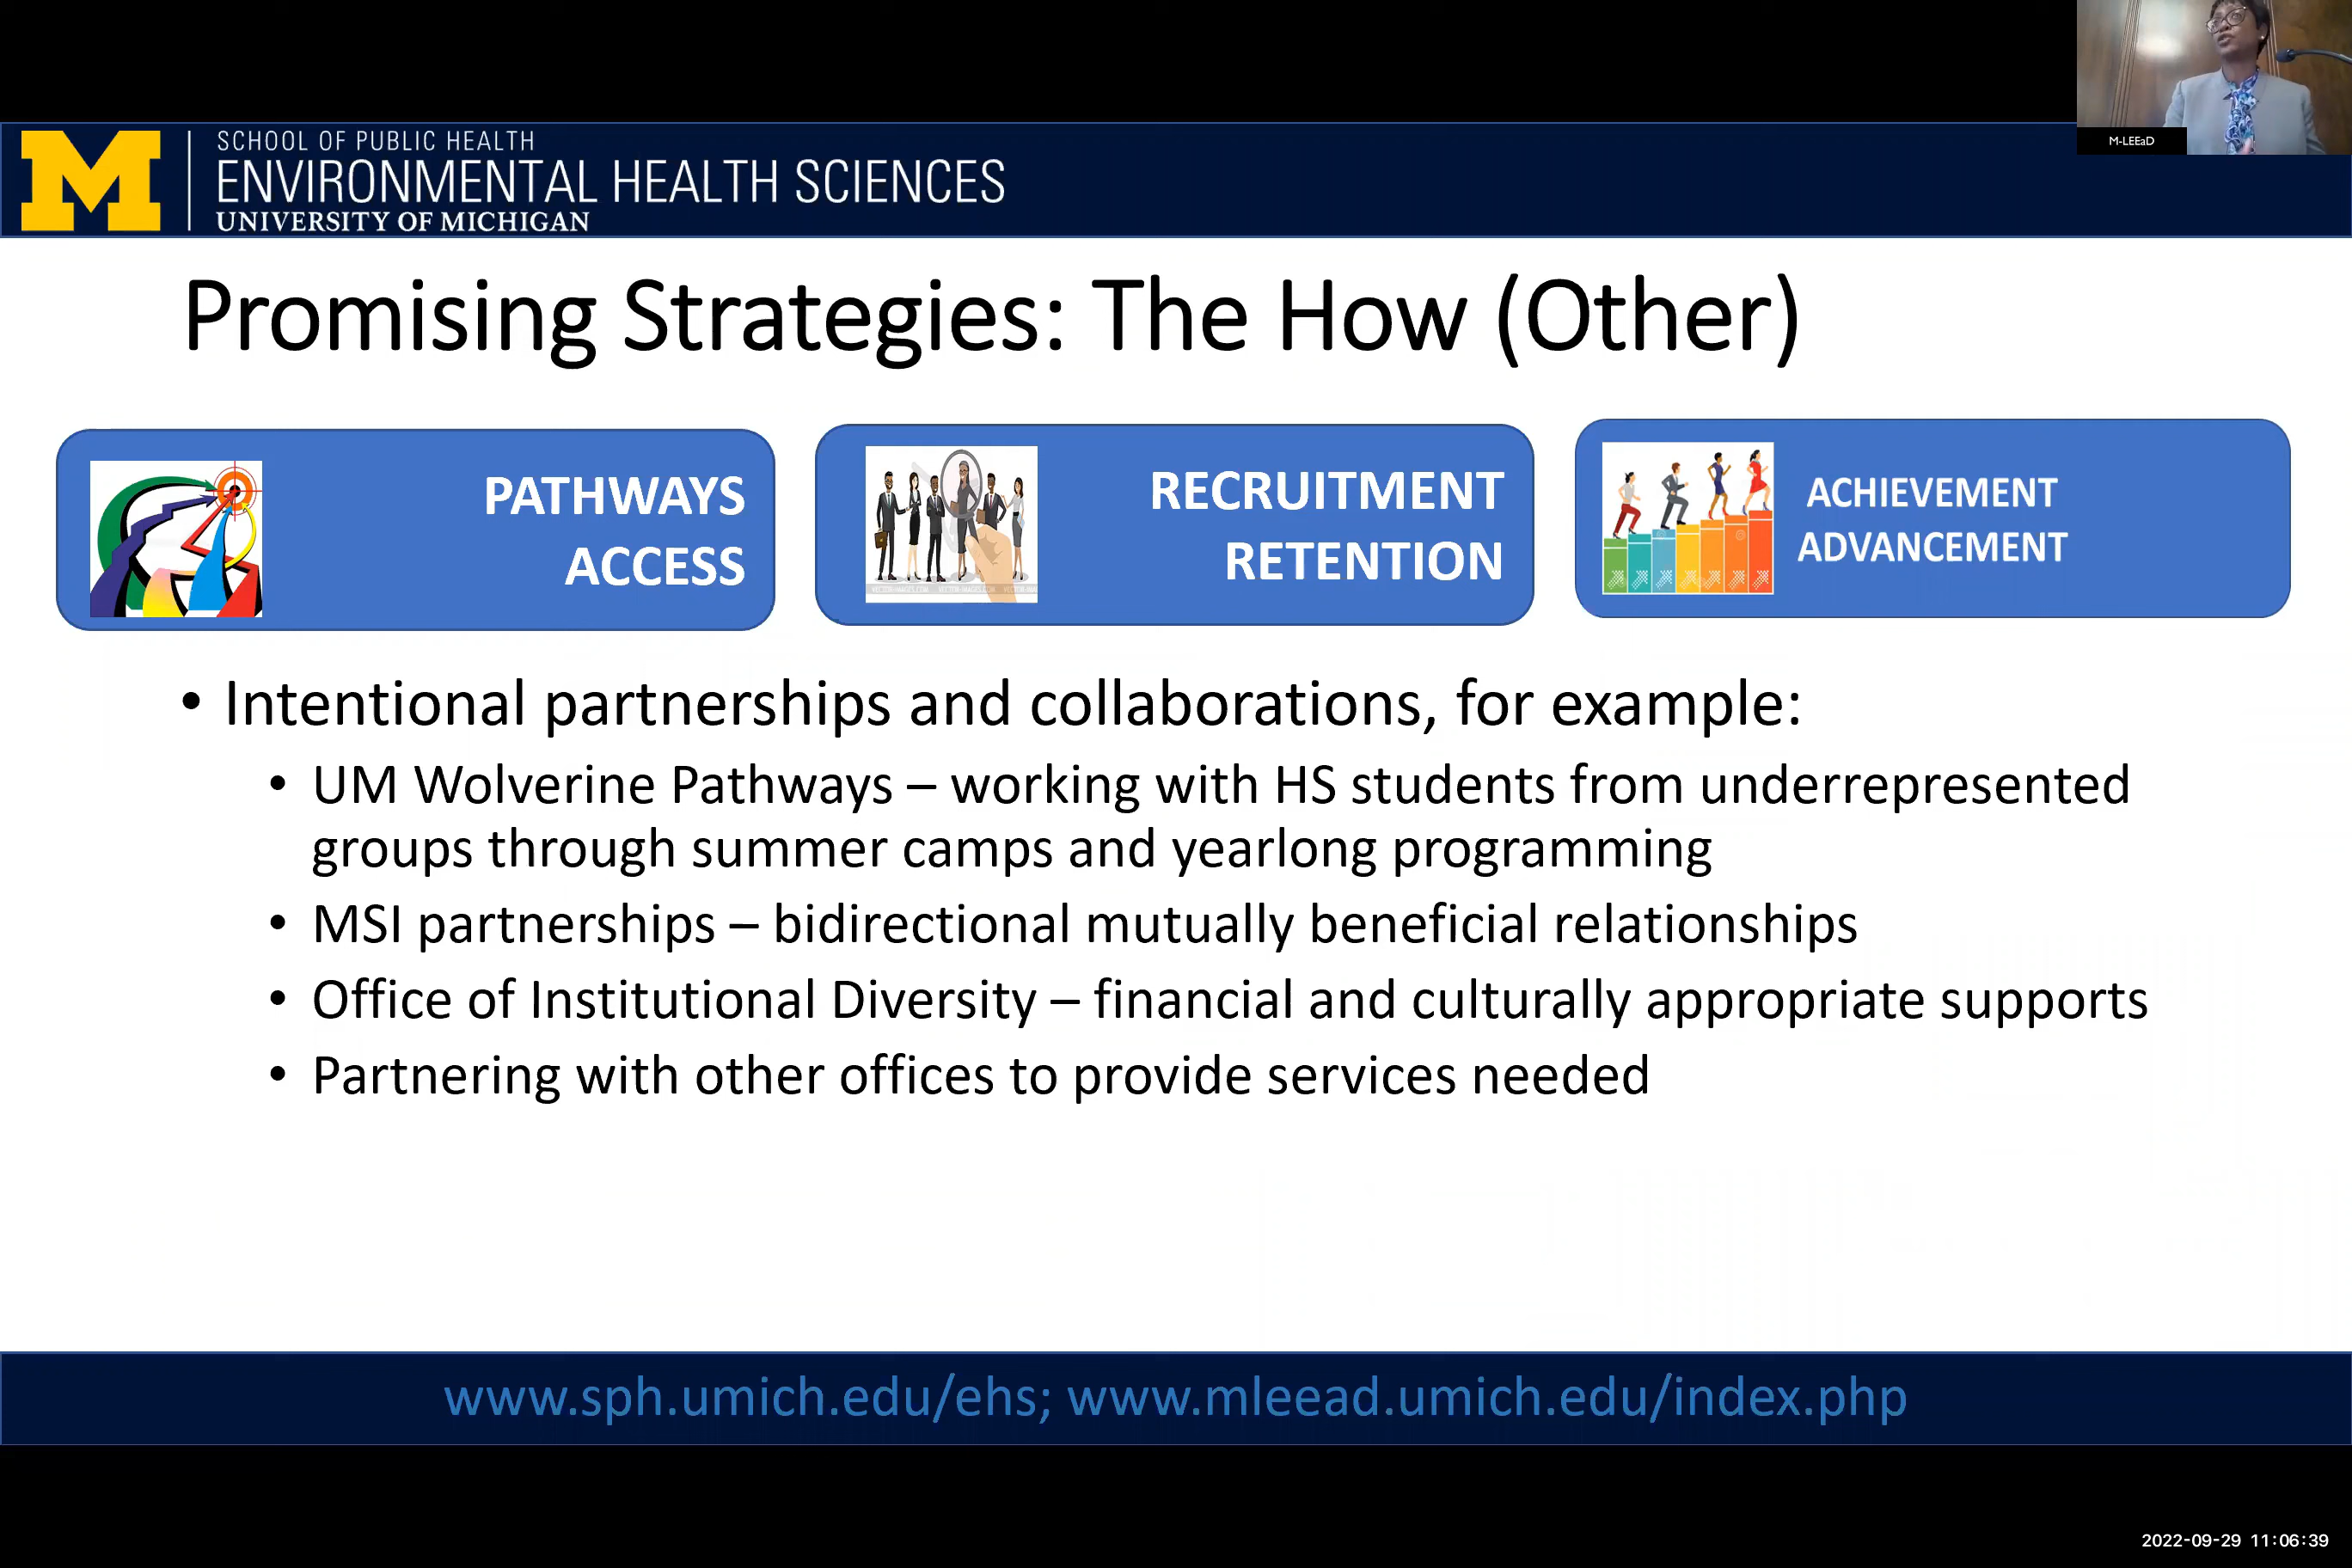 M-LEEaD
M
SCHOOL OF PUBLIC HEALTH
ENVIRONMENTAL HEALTH SCIENCES
UNIVERSITY OF MICHIGAN
Promising Strategies: The How (Other)
PATHWAYS
ACCESS
RECRUITMENT
RETENTION
ACHIEVEMENT
ADVANCEMENT
• Intentional partnerships and collaborations, for example:
• UM Wolverine Pathways – working with HS students from underrepresented
groups through summer camps and yearlong programming
• MSI partnerships – bidirectional mutually beneficial relationships
• Office of Institutional Diversity – financial and culturally appropriate supports
• Partnering with other offices to provide services needed
www.sph.umich.edu/ehs; www.mleead.umich.edu/index.php
2022-09-29 11:06:39